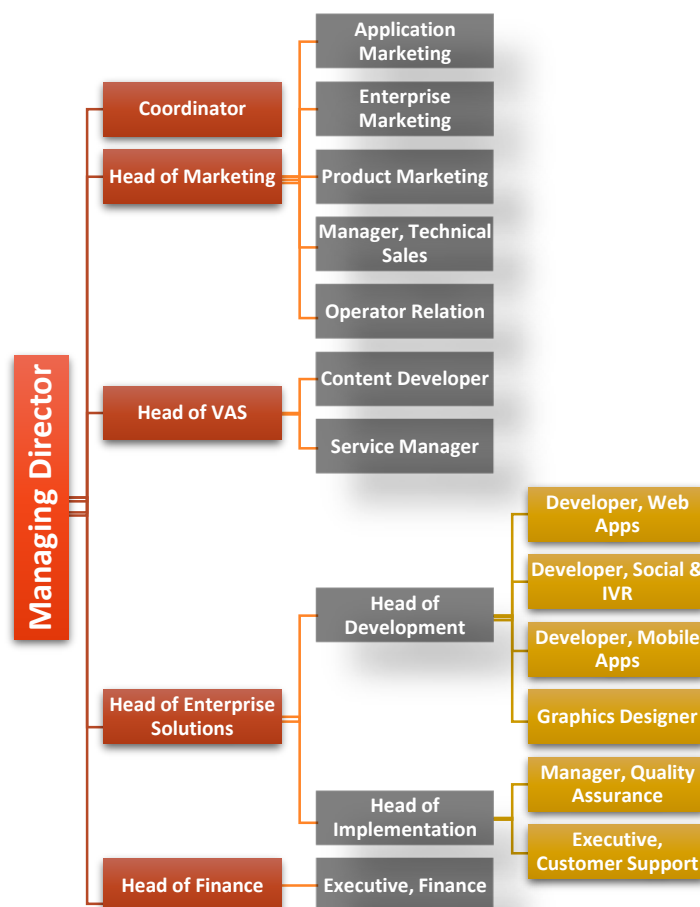 Managing Director
Coordinator
Head of Marketing
Application
Marketing
Enterprise
Marketing
Product Marketing
Manager, Technical
Sales
Operator Relation
Head of VAS
Content Developer
Service Manager
Head of Enterprise
Solutions
Head of
Development
Developer, Web
Apps
Developer, Social &
IVR
Developer, Mobile
Apps
Graphics Designer
Head of
Implementation
Manager, Quality
Assurance
Executive,
Customer Support
Head of Finance
Executive, Finance